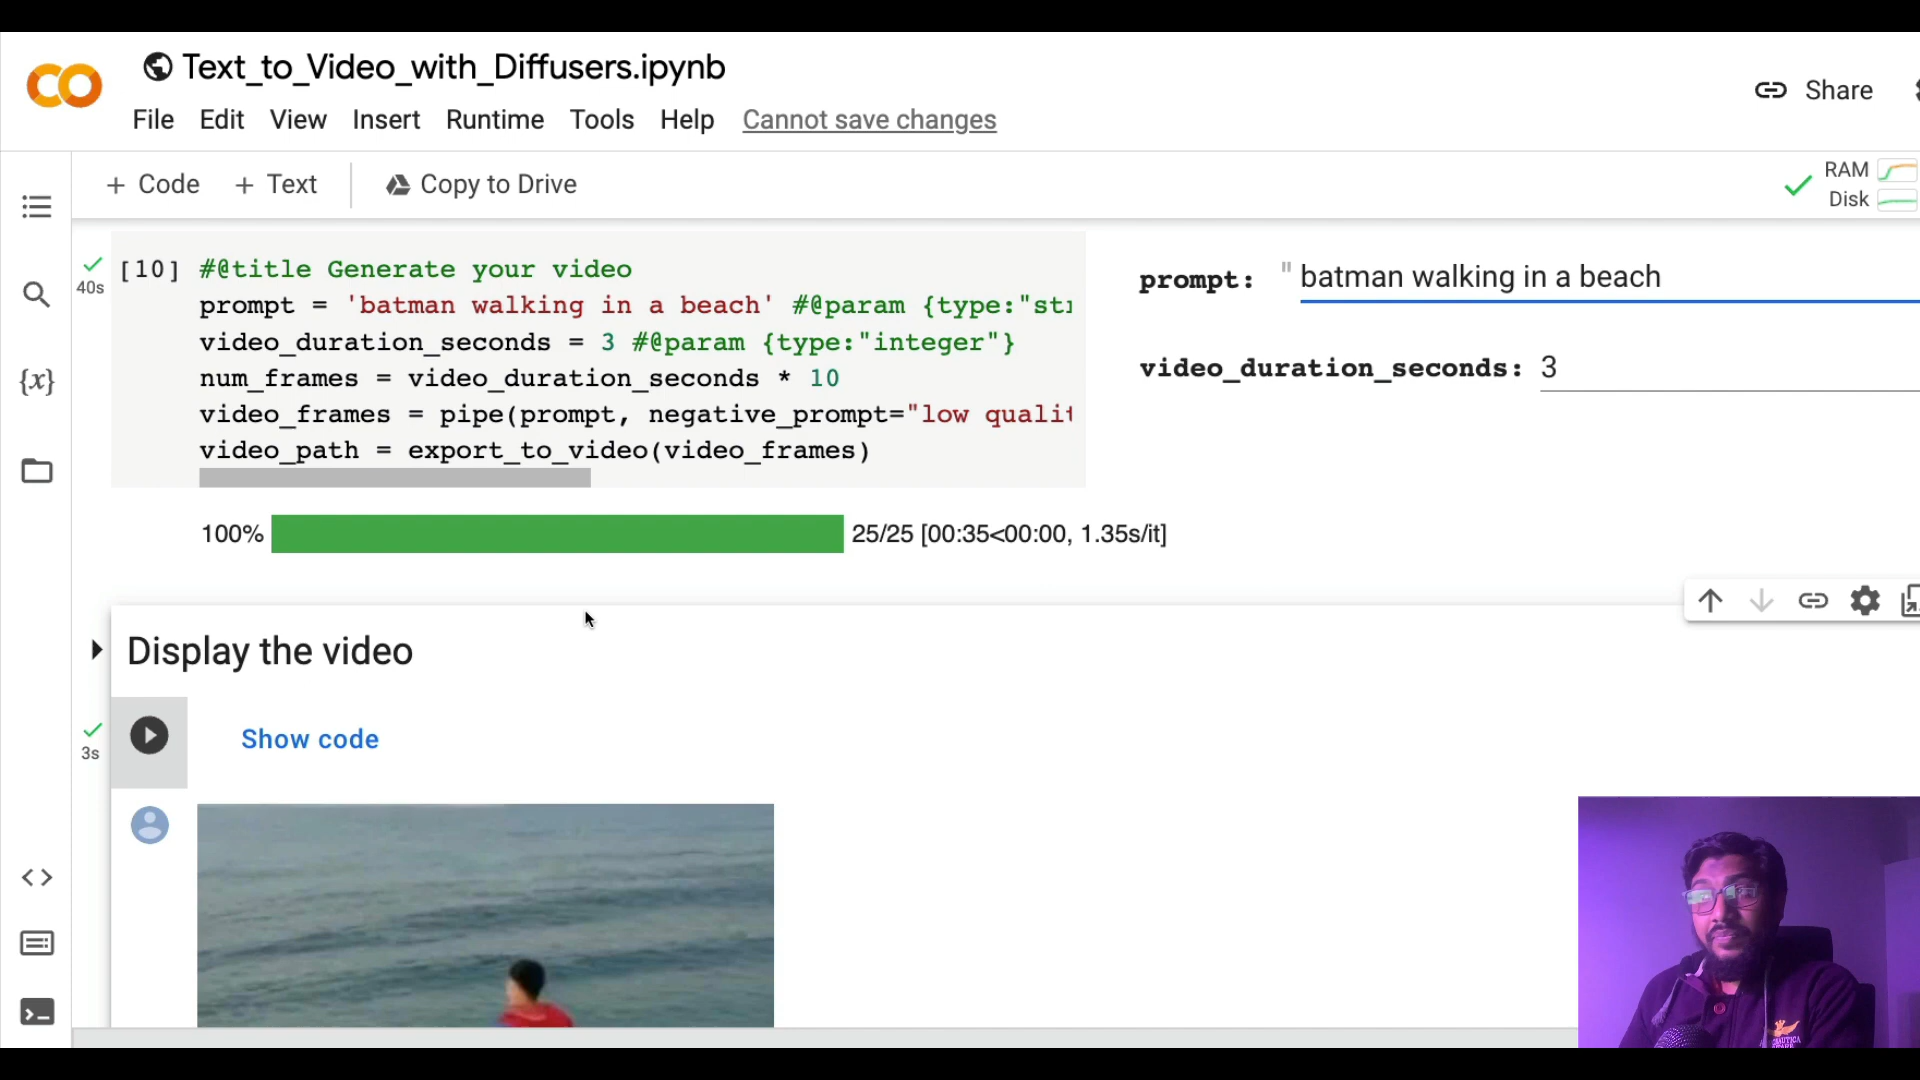 Text_to_Video_with_Diffusers.ipynb
File Edit View Insert Runtime Tools Help Cannot save changes
Share
+ Code + Text Copy to Drive
RAM
Disk
40s
[10] #@title Generate your video
prompt = 'batman walking in a beach' #@param {type:"str
video_duration_seconds = 3 #@param {type:"integer"}
num_frames = video_duration_seconds * 10
video_frames = pipe(prompt, negative_prompt="low qualit
video_path = export_to_video(video_frames)
prompt: " batman walking in a beach
video_duration_seconds: 3
{x}
100% 25/25 [00:35<00:00, 1.35s/it]
Display the video
3s
Show code